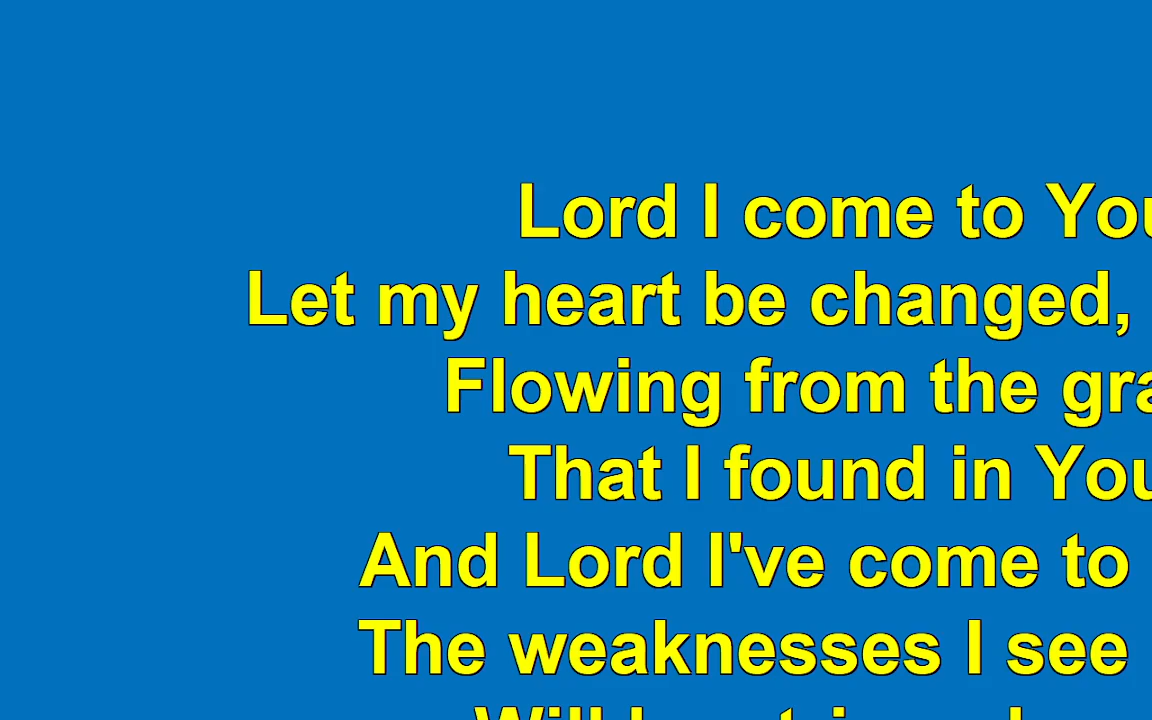 Lord I come to You
Let my heart be changed,
Flowing from the
That I found in You
And Lord I've come to
The weaknesses I see
Will